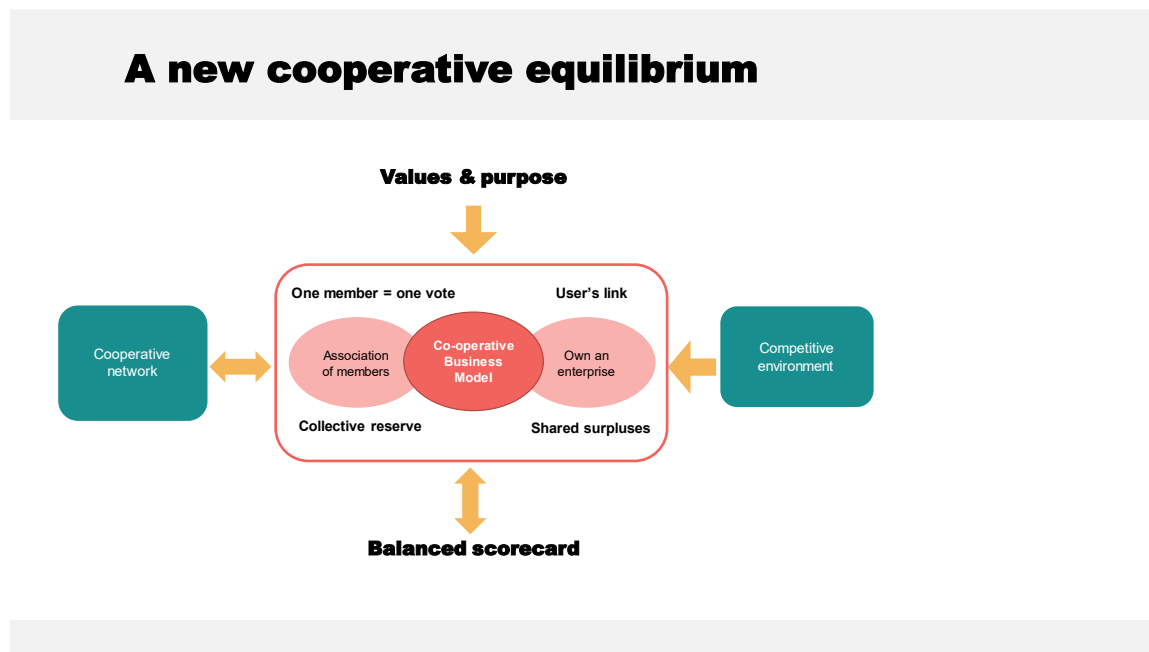 A new cooperative equilibrium
Values & purpose
One member = one vote
User’s link
Cooperative
network
Association
of members
Co-operative
Business
Model
Own an
enterprise
Competitive
environment
Collective reserve
Shared surpluses
Balanced scorecard